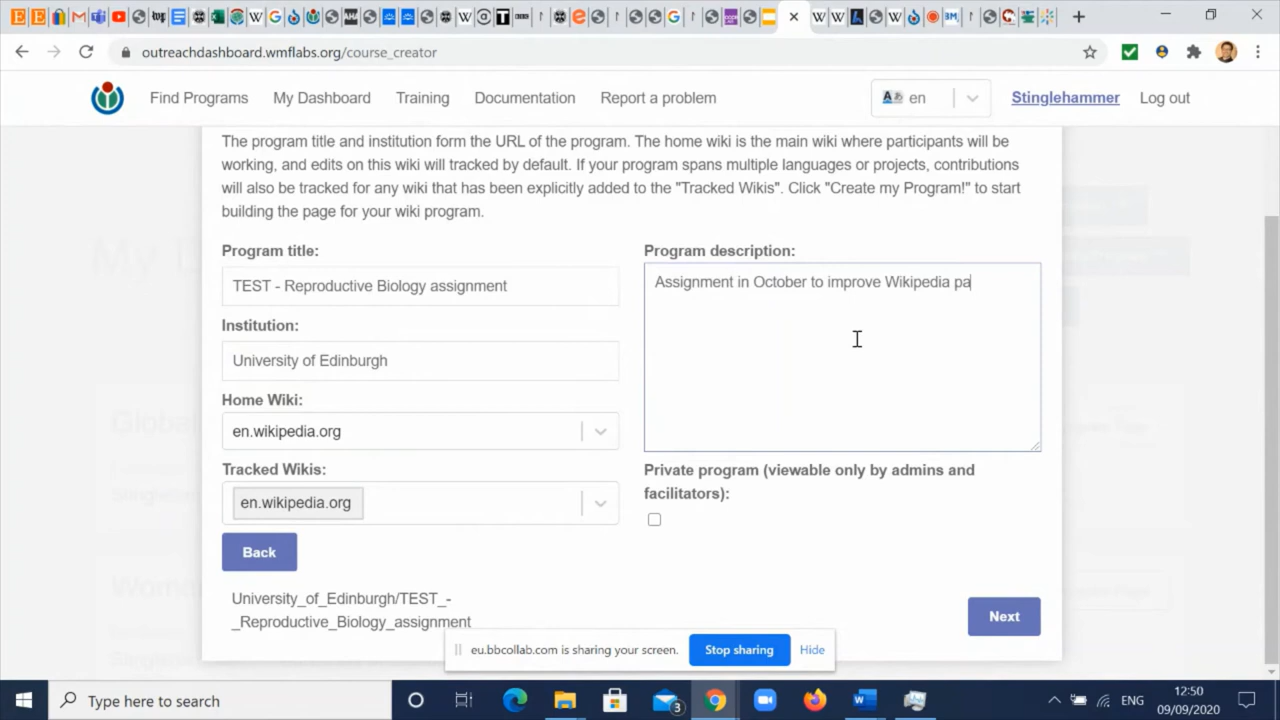 outreachdashboard.wmflabs.org/course_creator
Find Programs
My Dashboard
Training
Documentation
Report a problem
en
Stinglehammer
Log out
The program title and institution form the URL of the program. The home wiki is the main wiki where participants will be
working, and edits on this wiki will tracked by default. If your program spans multiple languages or projects, contributions
will also be tracked for any wiki that has been explicitly added to the "Tracked Wikis". Click "Create my Program!" to start
building the page for your wiki program.
Program title:
TEST - Reproductive Biology assignment
Institution:
University of Edinburgh
Home Wiki:
en.wikipedia.org
Tracked Wikis:
en.wikipedia.org
Program description:
Assignment in October to improve Wikipedia pa
Private program (viewable only by admins and
facilitators):
Back
University_of_Edinburgh/TEST_-
_Reproductive_Biology_assignment
Next
eu.bbcollab.com is sharing your screen.
Stop sharing
Hide
Type here to search
3
ENG
12:50
09/09/2020